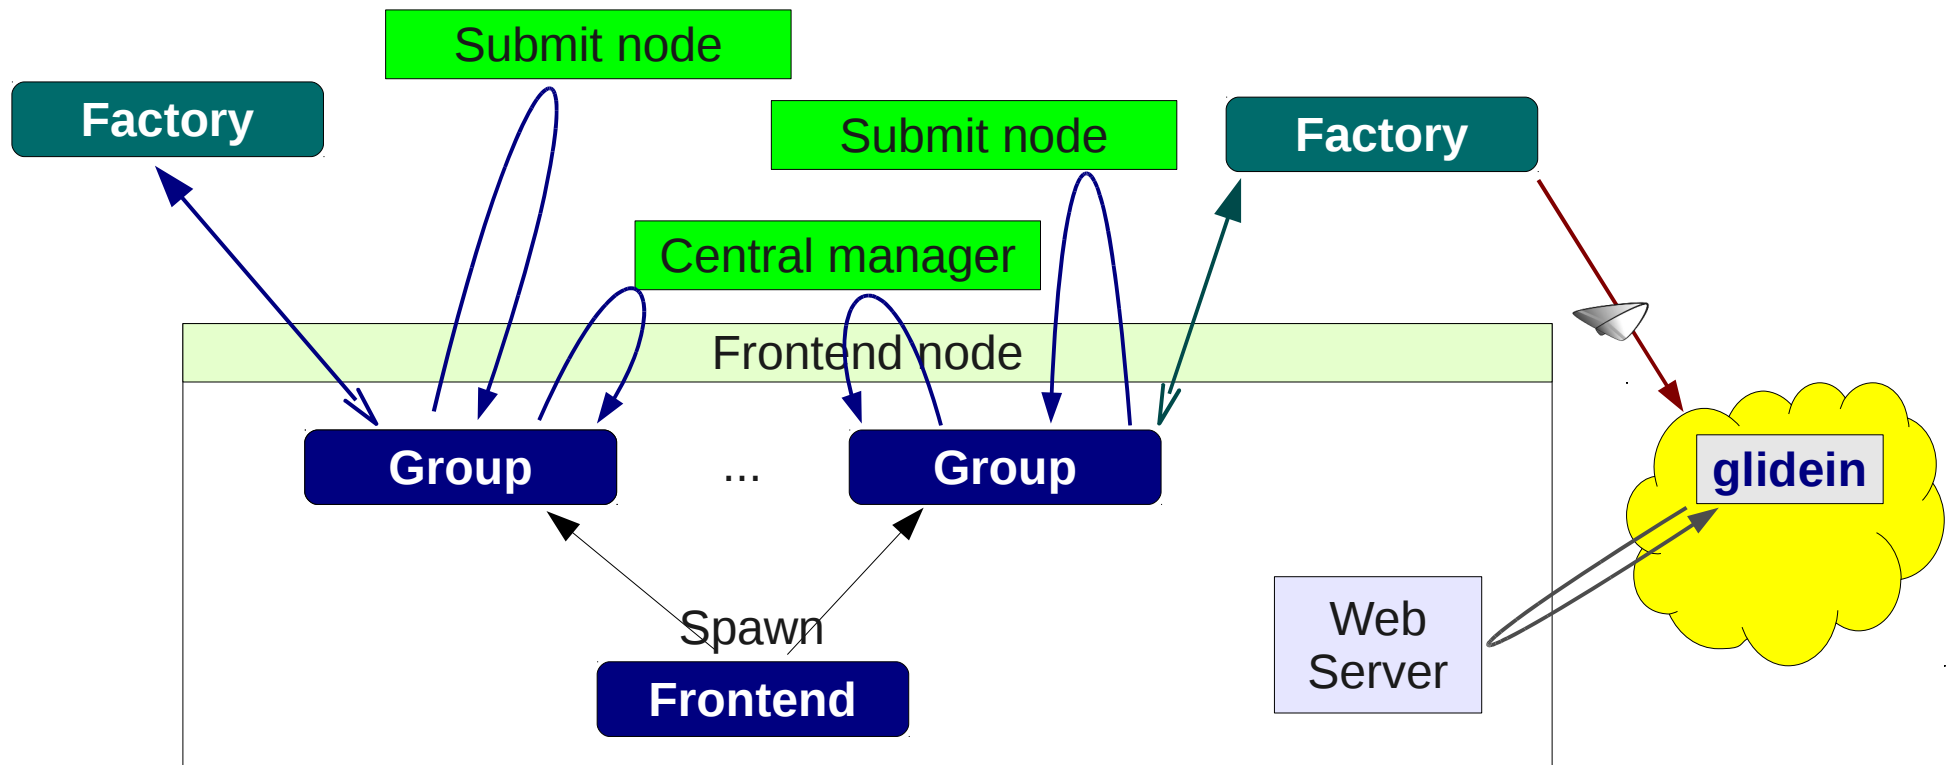 Submit node
Factory
Submit node
Factory
Central manager
Frontend node
Group
...
Group
glidein
Spawn
Web
Server
Frontend